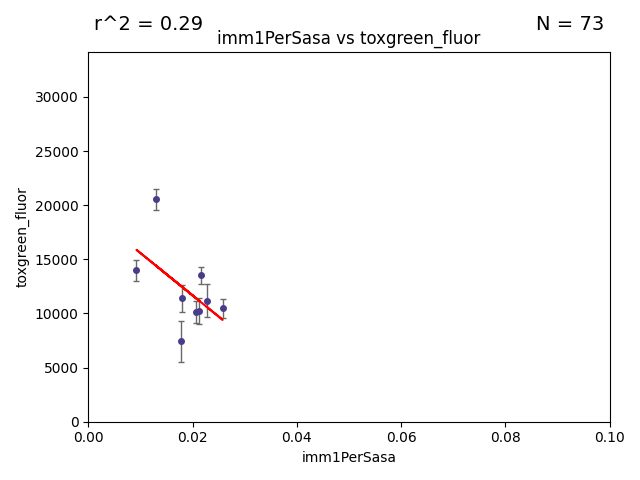 r^2 = 0.29
N = 73
imm1PerSasa vs toxgreen_fluor
30000
25000
20000
15000
10000
5000
0
toxgreen_fluor
0.00 0.02 0.04 0.06 0.08 0.10
imm1PerSasa